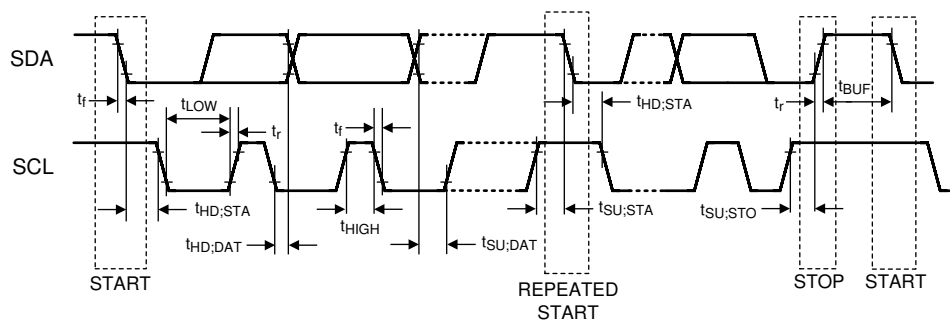 SDA
tf
tLOW
tr
tf
tHD;STA
tr
tBUF
SCL
tHD;STA
tHD;DAT
tHIGH
tSU;DAT
tSU;STA
tSU;STO
START
REPEATED
START
STOP
START